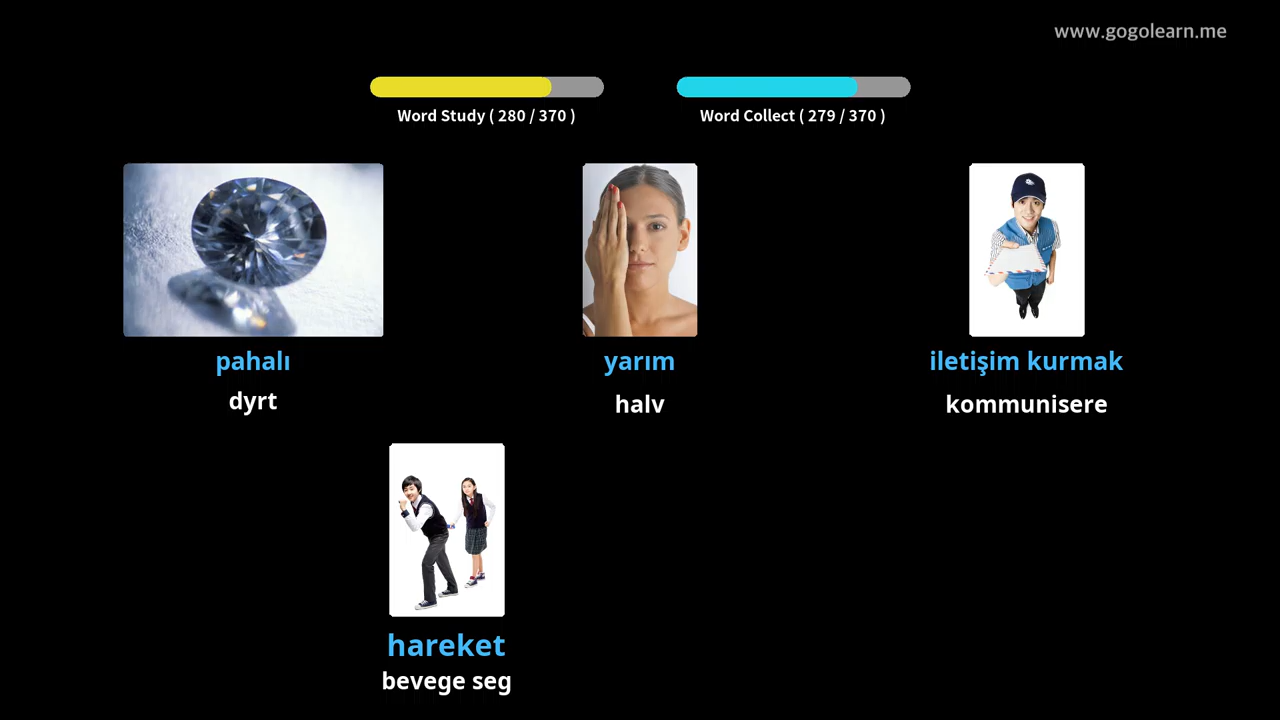 www.gogolearn.me
Word Study ( 280 / 370 )
Word Collect ( 279 / 370 )
pahalı
dyrt
yarım
halv
iletişim kurmak
kommunisere
hareket
bevege seg